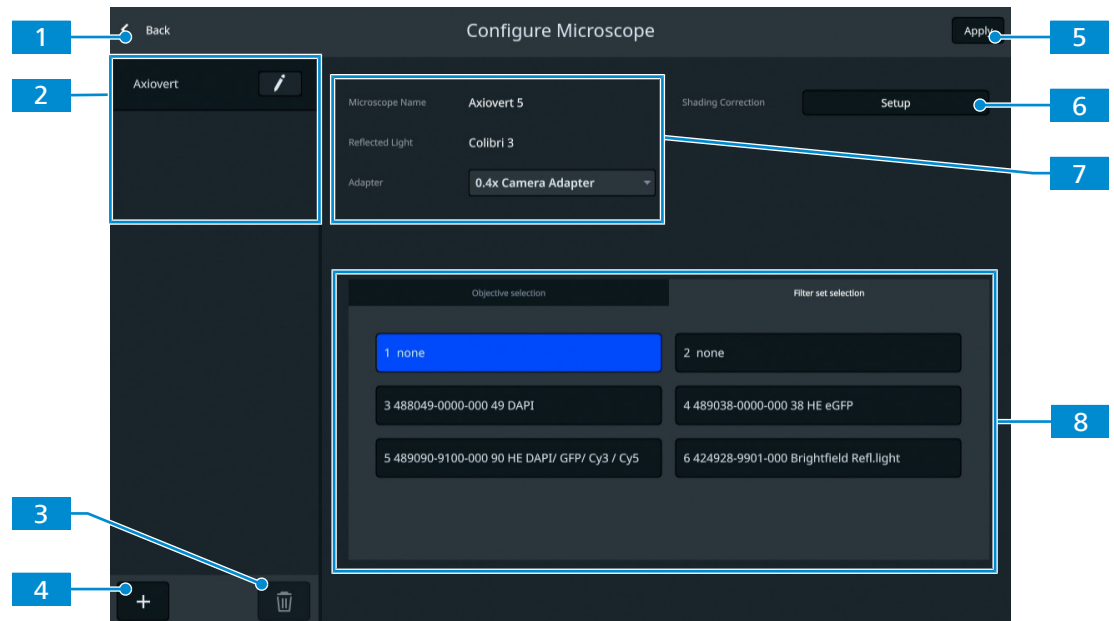 1
Back
Configure Microscope
Apply
5
2
Axiovert
Microscope Name
Axiovert 5
Shading Correction
Setup
6
Reflected Light
Colibri 3
7
Adapter
0.4x Camera Adapter
Objective selection
Filter set selection
1 none
2 none
3 488049-0000-000 49 DAPI
4 489038-0000-000 38 HE eGFP
8
5 489090-9100-000 90 HE DAPI/ GFP/ Cy3 / Cy5
6 424928-9901-000 Brightfield Refl.light
3
4
+